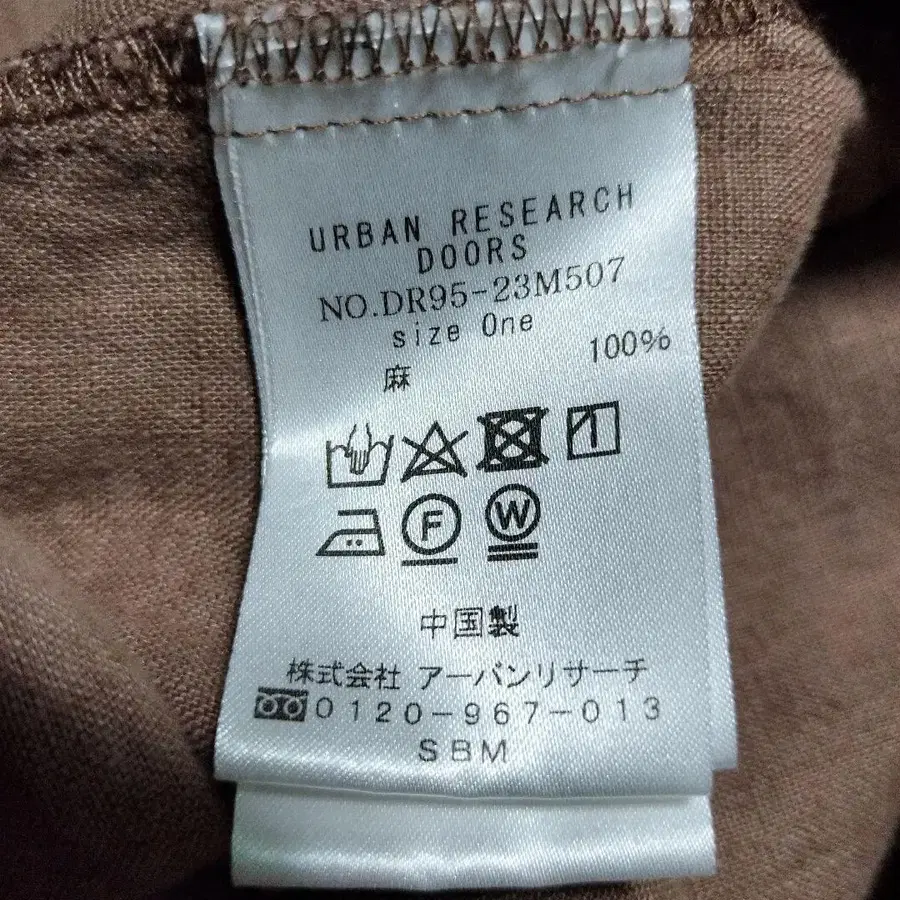 URBAN RESEARCH
DOORS
NO.DR95-23M507
size One
麻 100%
F W
中国製
株式会社 アーバンリサーチ
0120-967-013
SBM